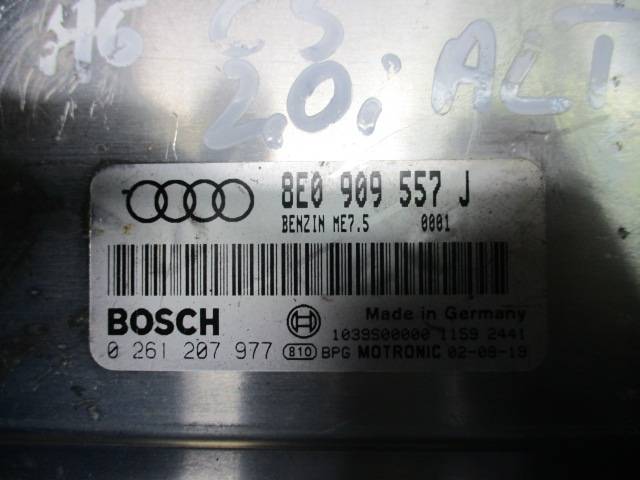 A6 CS
2.0; ALT
8E0 909 557 J
BENZIN ME7.5 0001
BOSCH
Made in Germany
1039S00000 1159 2441
0 261 207 977 810 BPG MOTRONIC 02-08-19